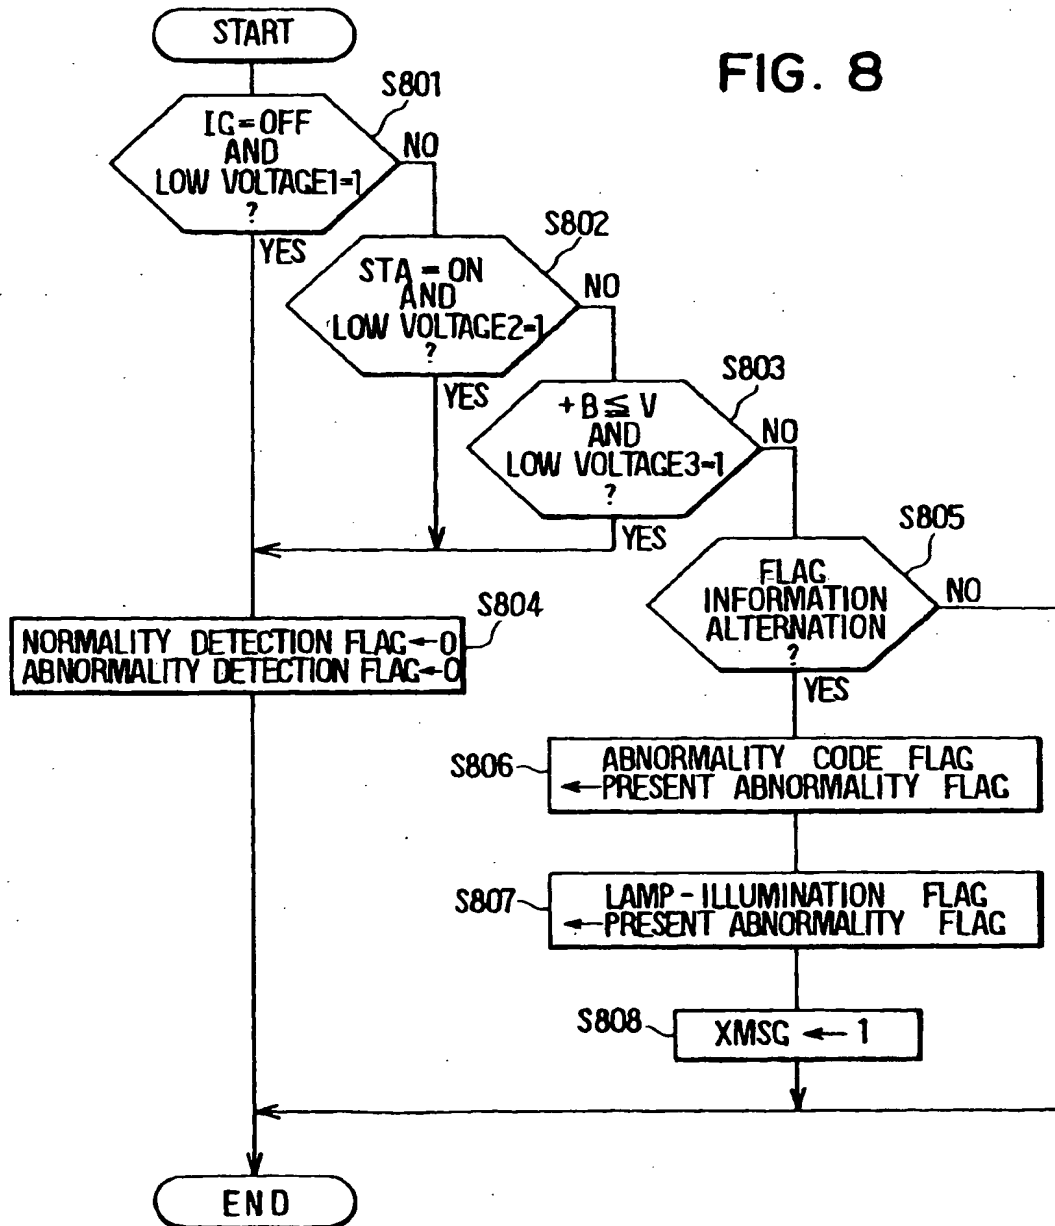 START
FIG. 8
S801
IG=OFF
AND
LOW VOLTAGE1=1
?
NO
YES
S802
STA=ON
AND
LOW VOLTAGE2=1
?
NO
YES
S803
+B≦V
AND
LOW VOLTAGE3=1
?
NO
YES
S804
NORMALITY DETECTION FLAG←0
ABNORMALITY DETECTION FLAG←0
S805
FLAG
INFORMATION
ALTERNATION
?
NO
YES
S806
ABNORMALITY CODE FLAG
←PRESENT ABNORMALITY FLAG
S807
LAMP-ILLUMINATION FLAG
←PRESENT ABNORMALITY FLAG
S808
XMSG ← 1
END